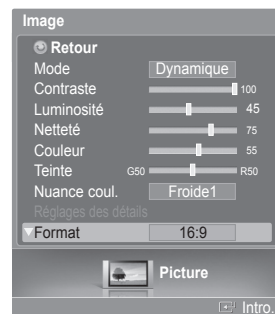 Image
Retour
Mode Dynamique
Contraste 100
Luminosité 45
Netteté 75
Couleur 55
Teinte G50 R50
Nuance coul. Froide1
Réglages des détails
Format 16:9
Picture
Intro.